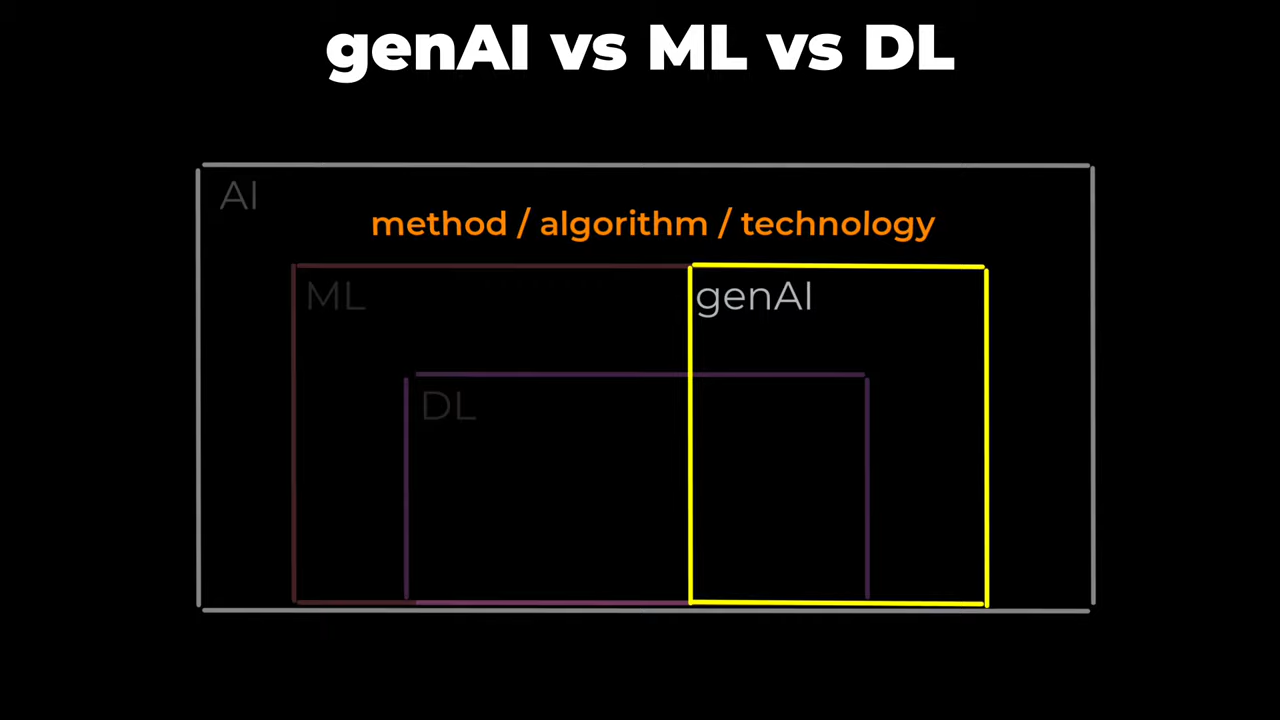 genAI vs ML vs DL
AI
method / algorithm / technology
ML
genAI
DL